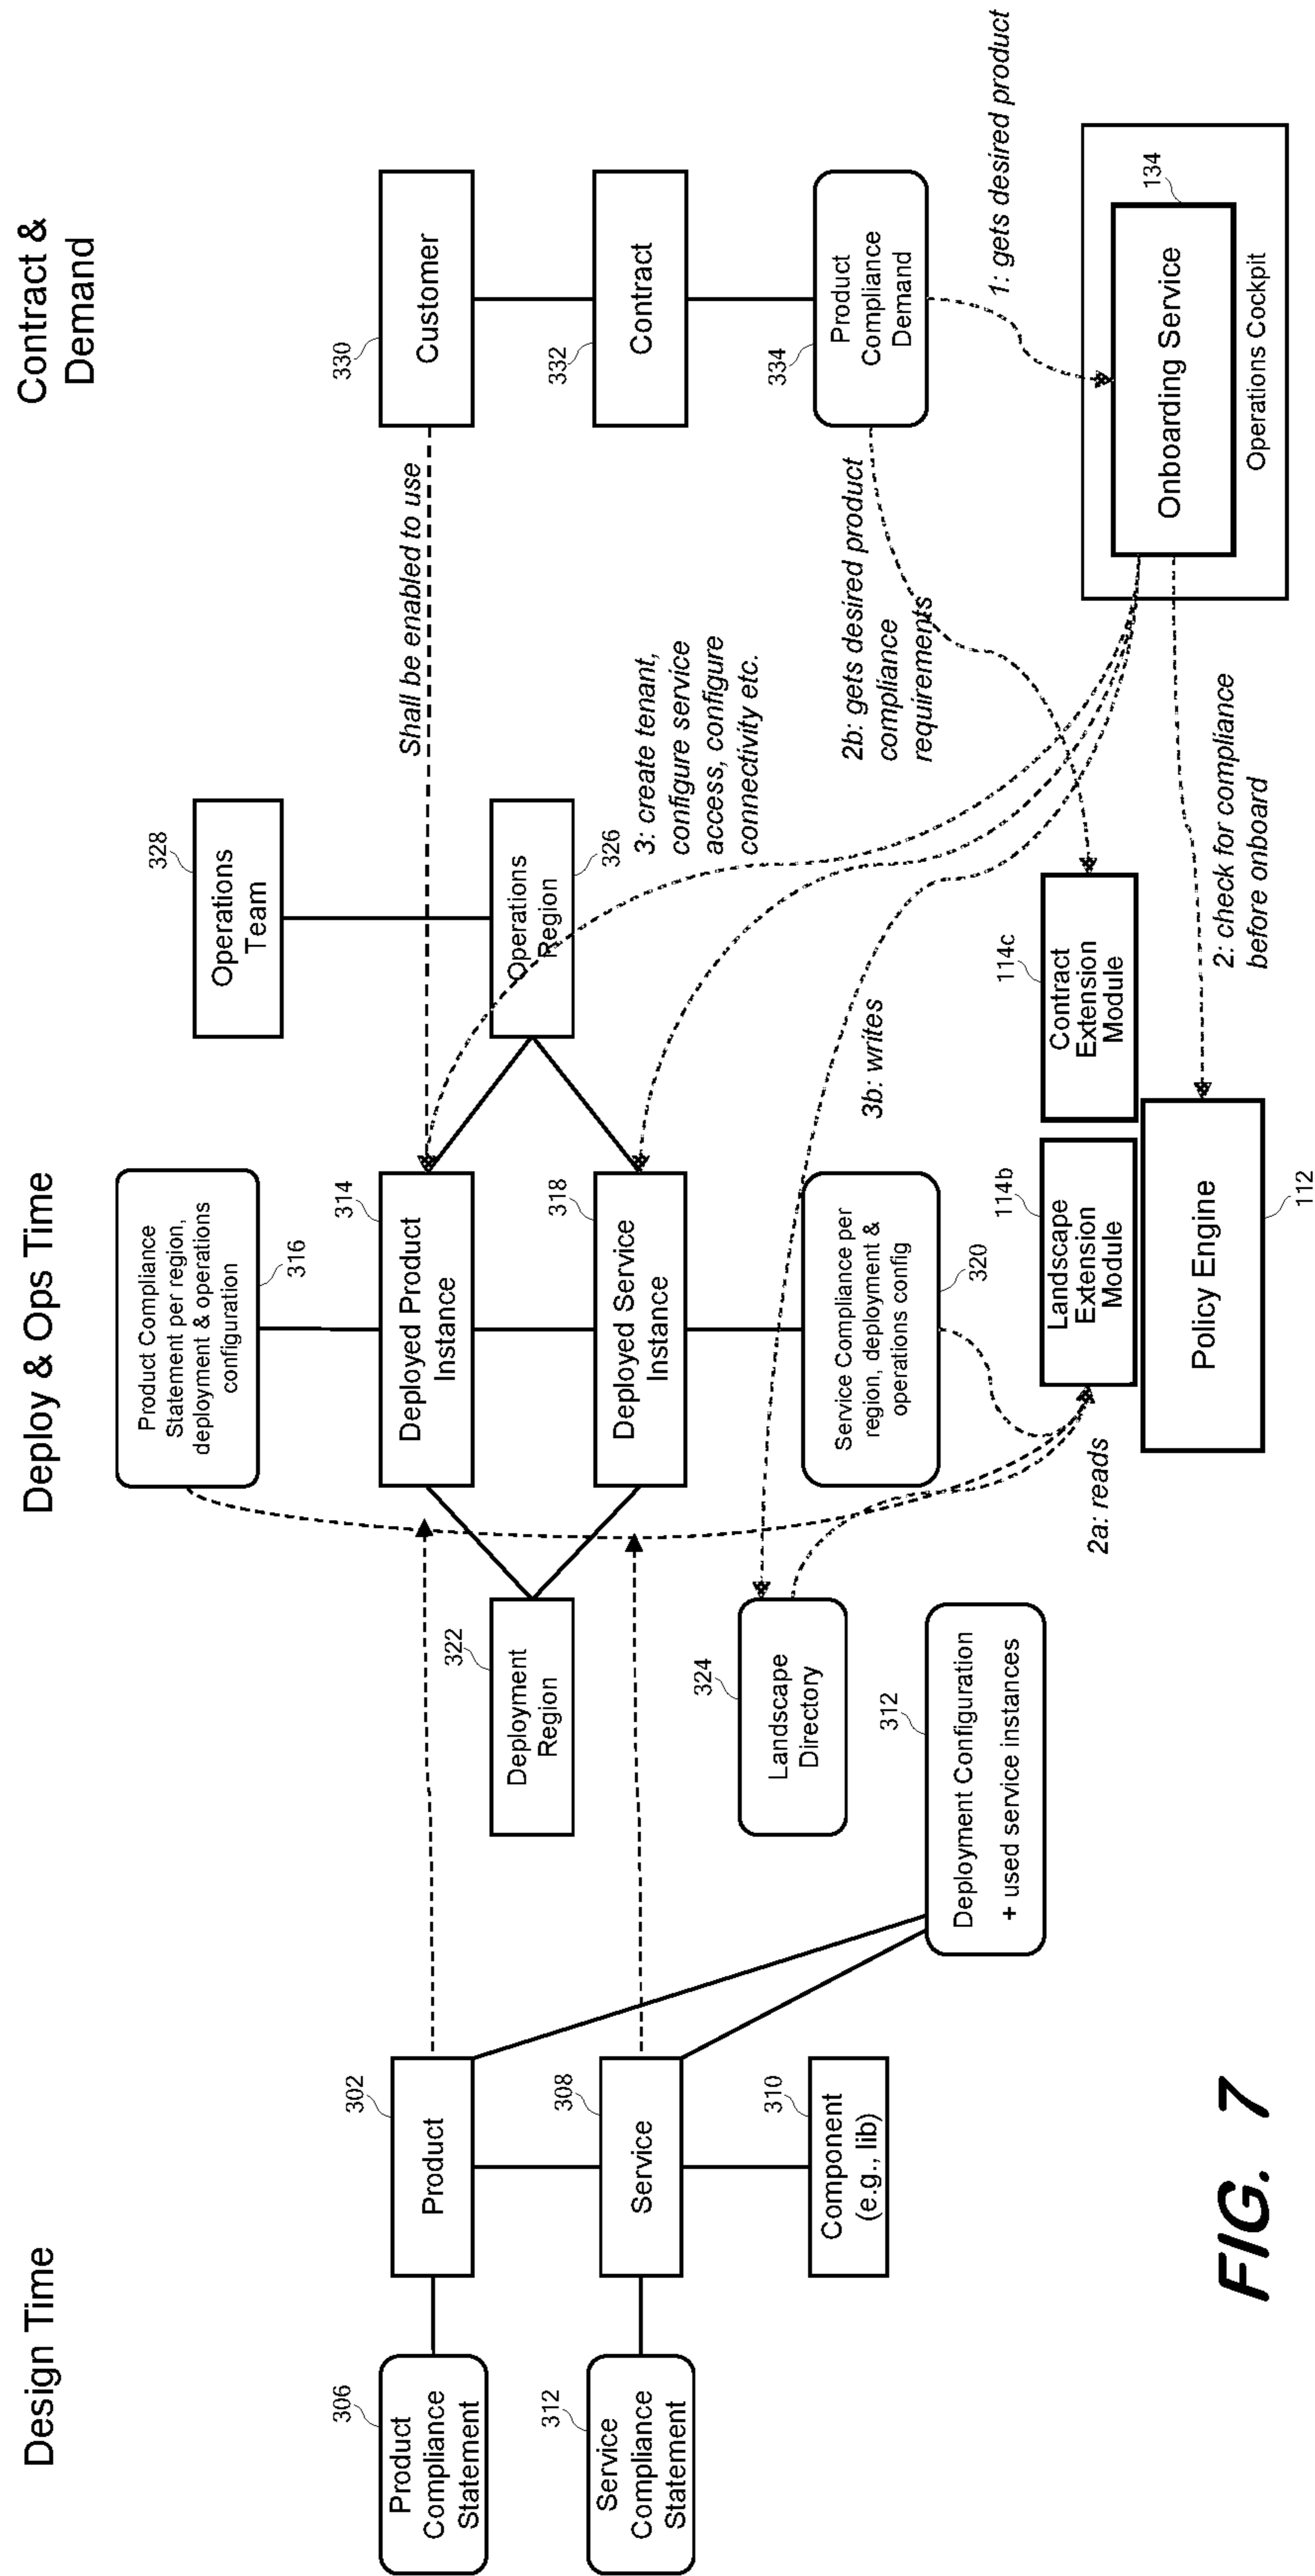 Design Time
Deploy & Ops Time
Contract &
Demand
306
Product
Compliance
Statement
302
Product
312
Service
Compliance
Statement
308
Service
310
Component
(e.g., lib)
Product Compliance
Statement per region,
deployment & operations
configuration
316
314
Deployed Product
Instance
318
Deployed Service
Instance
Service Compliance per
region, deployment &
operations config
320
322
Deployment
Region
324
Landscape
Directory
312
Deployment Configuration
+ used service instances
328
Operations
Team
Operations
Region
326
Shall be enabled to use
3: create tenant,
configure service
access, configure
connectivity etc.
330
Customer
332
Contract
334
Product
Compliance
Demand
1: gets desired product
2b: gets desired product
compliance
requirements
3b: writes
2a: reads
114b
Landscape
Extension
Module
114c
Contract
Extension
Module
Policy Engine
112
2: check for compliance
before onboard
134
Onboarding Service
Operations Cockpit
FIG. 7